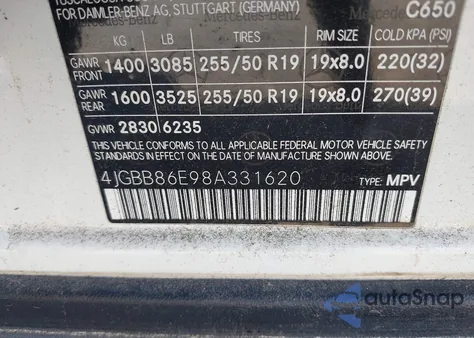 FOR DAIMLER-BENZ AG, STUTTGART (GERMANY) Mercedes-Benz C650
KG LB TIRES RIM SIZE COLD KPA (PSI)
GAWR FRONT 1400 3085 255/50 R19 19x8.0 220(32)
GAWR REAR 1600 3525 255/50 R19 19x8.0 270(39)
GVWR 2830 6235
THIS VEHICLE CONFORMS TO ALL APPLICABLE FEDERAL MOTOR VEHICLE SAFETY
STANDARDS IN EFFECT ON THE DATE OF MANUFACTURE SHOWN ABOVE.
4JGBB86E98A331620 TYPE: MPV
autoSnap